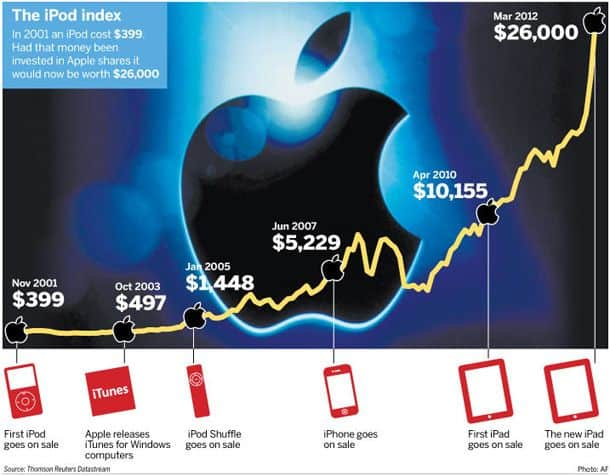 The iPod index
In 2001 an iPod cost $399.
Had that money been
invested in Apple shares it
would now be worth $26,000
Mar 2012
$26,000
Apr 2010
$10,155
Jun 2007
$5,229
Jan 2005
$1,448
Oct 2003
$497
Nov 2001
$399
iTunes
First iPod
goes on sale
Apple releases
iTunes for Windows
computers
iPod Shuffle
goes on sale
iPhone goes
on sale
First iPad
goes on sale
The new iPad
goes on sale
Source: Thomson Reuters Datastream
Photo: AF